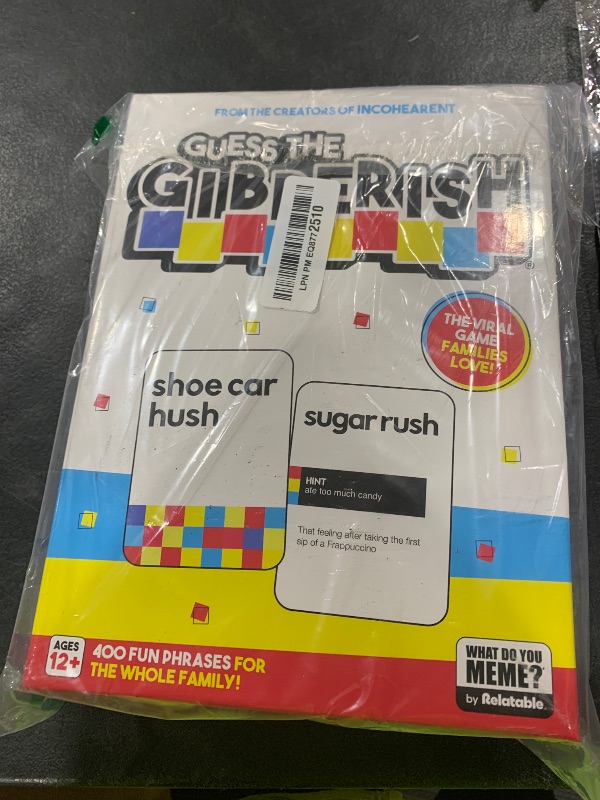 FROM THE CREATORS OF INCOHEARENT
GUESS THE
GIBBERISH
LPN PM EQ8772510
THE VIRAL
GAME
FAMILIES
LOVE!
shoe car
hush
sugar rush
HINT
ate too much candy
That feeling after taking the first
sip of a Frappuccino
AGES
12+
400 FUN PHRASES FOR
THE WHOLE FAMILY!
WHAT DO YOU
MEME?
by Relatable